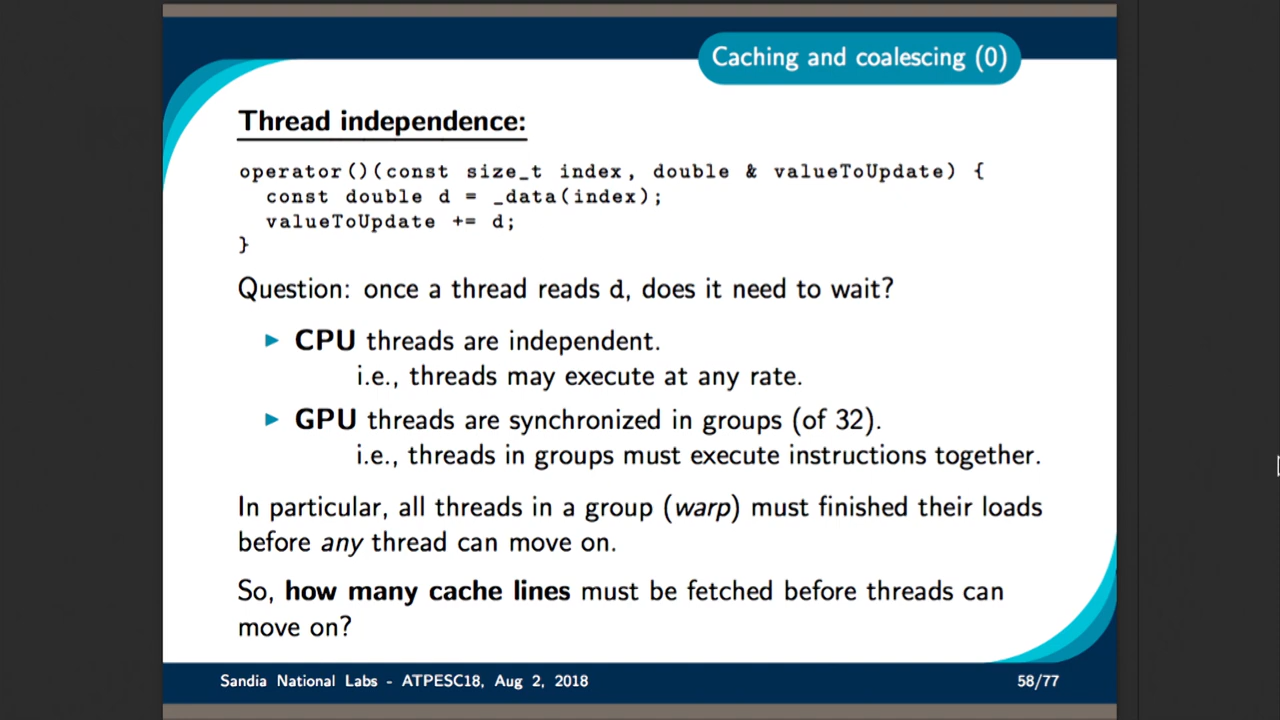 Caching and coalescing (0)
Thread independence:
operator()(const size_t index, double & valueToUpdate) {
const double d = _data(index);
valueToUpdate += d;
}
Question: once a thread reads d, does it need to wait?
► CPU threads are independent.
i.e., threads may execute at any rate.
► GPU threads are synchronized in groups (of 32).
i.e., threads in groups must execute instructions together.
In particular, all threads in a group (warp) must finished their loads
before any thread can move on.
So, how many cache lines must be fetched before threads can
move on?
Sandia National Labs - ATPESC18, Aug 2, 2018
58/77